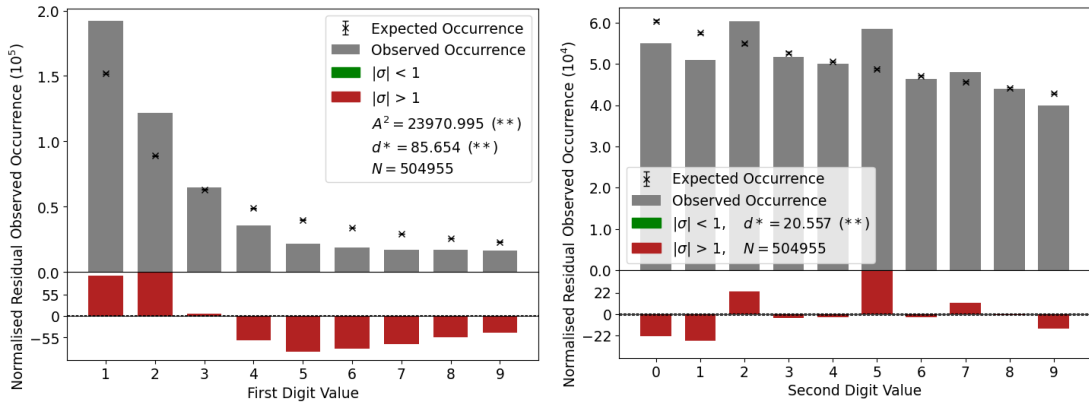 Normalised Residual Observed Occurrence (10⁵)
2.0
1.5
1.0
0.5
0.0
55
0
−55
Expected Occurrence
Observed Occurrence
|σ| < 1
|σ| > 1
A² = 23970.995 (**)
d* = 85.654 (**)
N = 504955
1 2 3 4 5 6 7 8 9
First Digit Value
Normalised Residual Observed Occurrence (10⁴)
6.0
5.0
4.0
3.0
2.0
1.0
0.0
22
0
−22
Expected Occurrence
Observed Occurrence
|σ| < 1, d* = 20.557 (**)
|σ| > 1, N = 504955
0 1 2 3 4 5 6 7 8 9
Second Digit Value